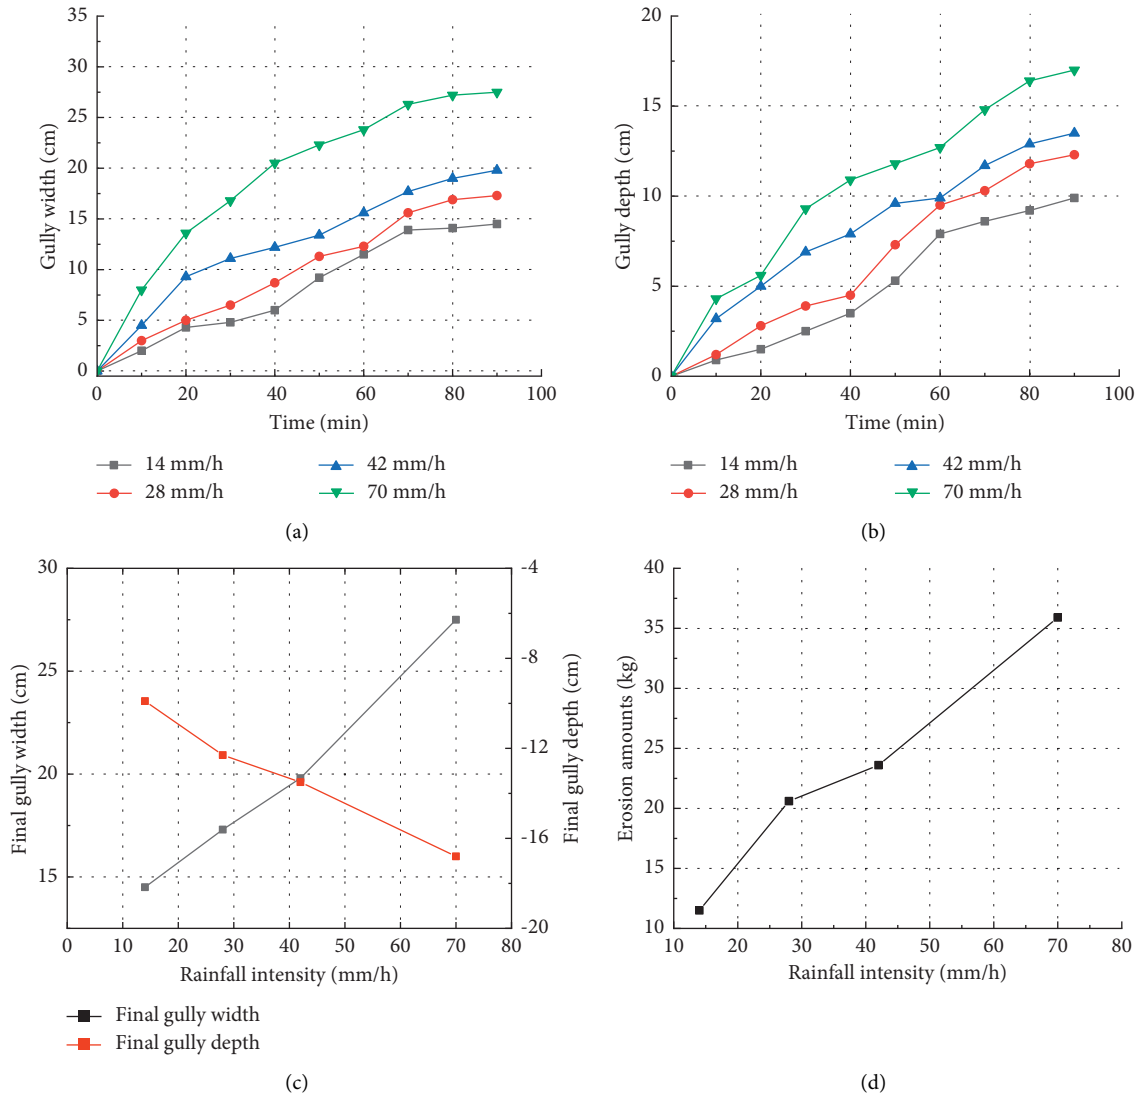 35
30
25
20
15
10
5
0
Gully width (cm)
0 20 40 60 80 100
Time (min)
14 mm/h 42 mm/h
28 mm/h 70 mm/h
(a)
20
15
10
5
0
Gully depth (cm)
0 20 40 60 80 100
Time (min)
14 mm/h 42 mm/h
28 mm/h 70 mm/h
(b)
30
25
20
15
Final gully width (cm)
-4
-8
-12
-16
-20
Final gully depth (cm)
0 10 20 30 40 50 60 70 80
Rainfall intensity (mm/h)
Final gully width
Final gully depth
(c)
40
35
30
25
20
15
10
Erosion amounts (kg)
10 20 30 40 50 60 70 80
Rainfall intensity (mm/h)
(d)